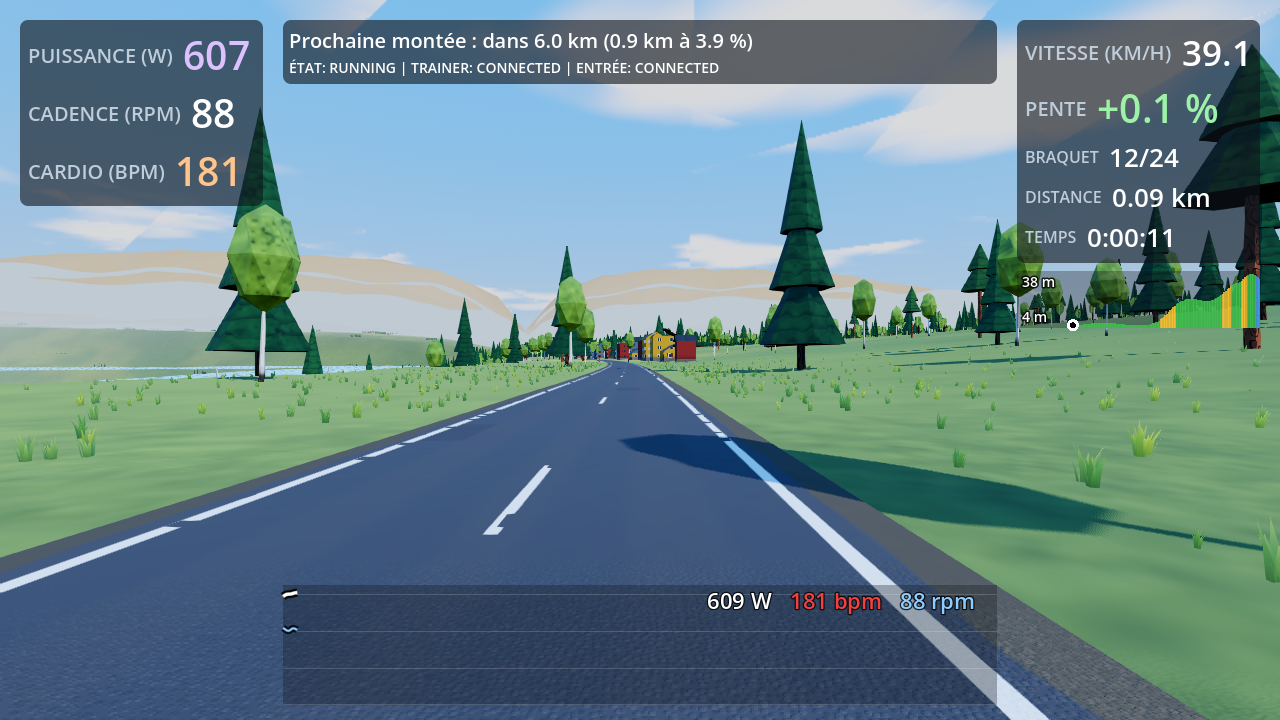 PUISSANCE (W) 607
CADENCE (RPM) 88
CARDIO (BPM) 181
Prochaine montée : dans 6.0 km (0.9 km à 3.9 %)
ÉTAT: RUNNING | TRAINER: CONNECTED | ENTRÉE: CONNECTED
VITESSE (KM/H) 39.1
PENTE +0.1 %
BRAQUET 12/24
DISTANCE 0.09 km
TEMPS 0:00:11
38 m
4 m
609 W 181 bpm 88 rpm